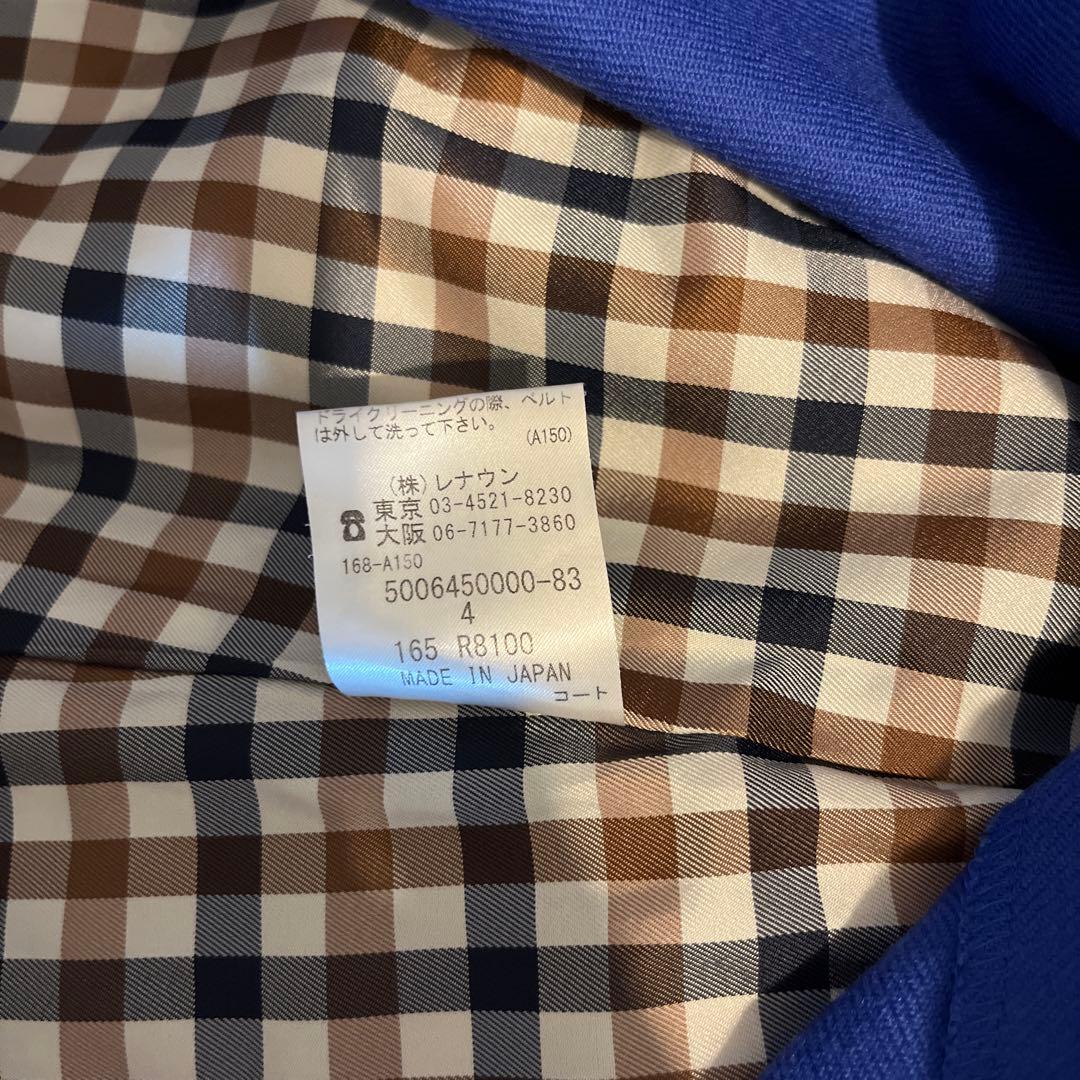 ドライクリーニングの際、ベルト
は外して洗って下さい。 (A150)
(株)レナウン
東京 03-4521-8230
大阪 06-7177-3860
168-A150
5006450000-83
4
165 R8100
MADE IN JAPAN
コート